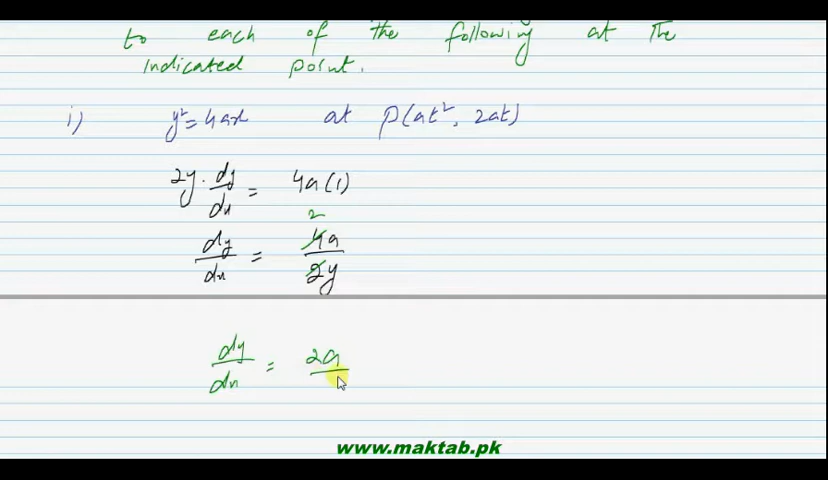 to each of the following at the
indicated point.
i) y² = 4ax at P(at², 2at)
2y · dy/dx = 4a(1)
2
dy/dx = 4a/2y
dy/dx = 2a/
www.maktab.pk